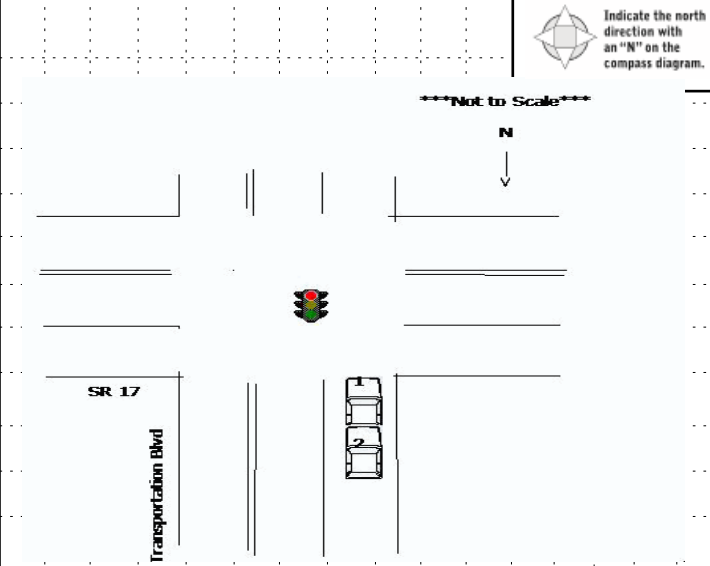 Indicate the north
direction with
an "N" on the
compass diagram.
***Not to Scale***
N
1
2
SR 17
Transportation Blvd